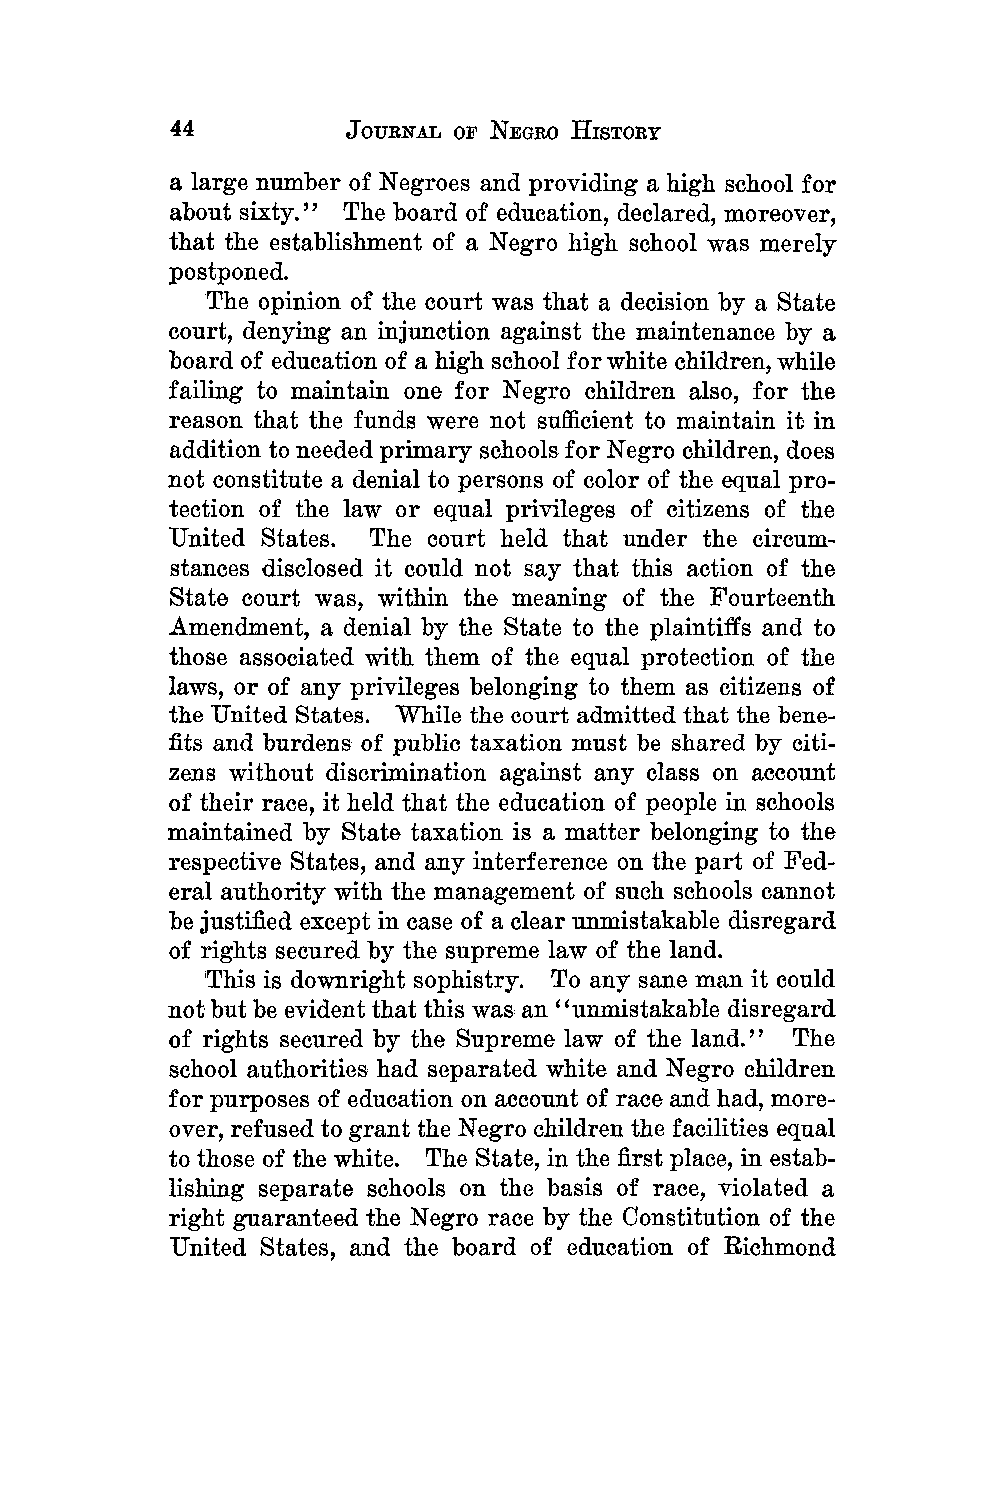 44 JOURNAL OF NEGRO HISTORY
a large number of Negroes and providing a high school for
about sixty.’’ The board of education, declared, moreover,
that the establishment of a Negro high school was merely
postponed.
The opinion of the court was that a decision by a State
court, denying an injunction against the maintenance by a
board of education of a high school for white children, while
failing to maintain one for Negro children also, for the
reason that the funds were not sufficient to maintain it in
addition to needed primary schools for Negro children, does
not constitute a denial to persons of color of the equal pro-
tection of the law or equal privileges of citizens of the
United States. The court held that under the circum-
stances disclosed it could not say that this action of the
State court was, within the meaning of the Fourteenth
Amendment, a denial by the State to the plaintiffs and to
those associated with them of the equal protection of the
laws, or of any privileges belonging to them as citizens of
the United States. While the court admitted that the bene-
fits and burdens of public taxation must be shared by citi-
zens without discrimination against any class on account
of their race, it held that the education of people in schools
maintained by State taxation is a matter belonging to the
respective States, and any interference on the part of Fed-
eral authority with the management of such schools cannot
be justified except in case of a clear unmistakable disregard
of rights secured by the supreme law of the land.
This is downright sophistry. To any sane man it could
not but be evident that this was an ‘‘unmistakable disregard
of rights secured by the Supreme law of the land.’’ The
school authorities had separated white and Negro children
for purposes of education on account of race and had, more-
over, refused to grant the Negro children the facilities equal
to those of the white. The State, in the first place, in estab-
lishing separate schools on the basis of race, violated a
right guaranteed the Negro race by the Constitution of the
United States, and the board of education of Richmond